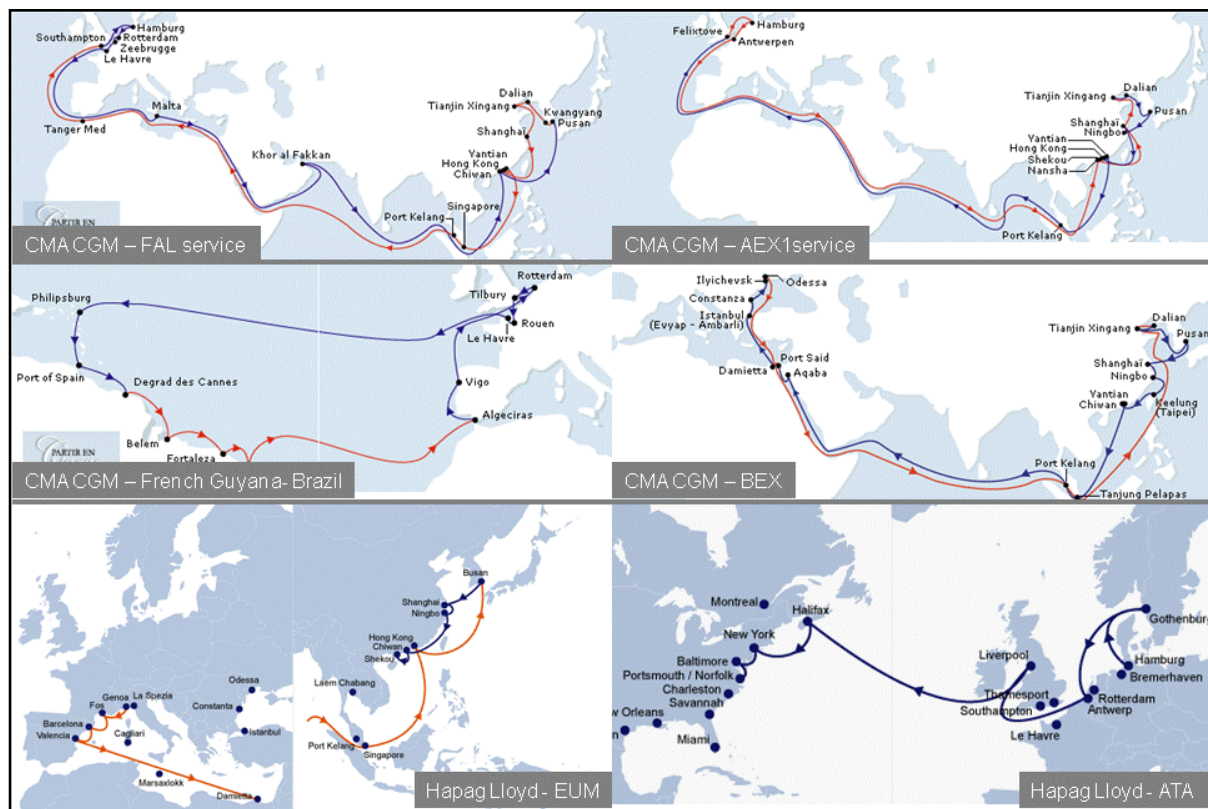 Hamburg
Rotterdam
Zeebrugge
Southampton
Le Havre
Malta
Tanger Med
Khor al Fakkan
Dalian
Tianjin Xingang
Kwangyang
Pusan
Shanghaï
Yantian
Hong Kong
Chiwan
Singapore
Port Kelang
PARTIR EN
CMA CGM – FAL service
Hamburg
Felixtowe
Antwerpen
Dalian
Tianjin Xingang
Pusan
Shanghaï
Ningbo
Yantian
Hong Kong
Shekou
Nansha
Port Kelang
CMA CGM – AEX1service
Rotterdam
Philipsburg
Tilbury
Rouen
Le Havre
Port of Spain
Degrad des Cannes
Vigo
Algeciras
Belem
Fortaleza
PARTIR EN
CMA CGM – French Guyana- Brazil
Ilyichevsk
Odessa
Constanza
Istanbul
(Evyap - Ambarli)
Port Said
Damietta
Aqaba
Dalian
Tianjin Xingang
Pusan
Shanghaï
Ningbo
Yantian
Chiwan
Keelung
(Taipei)
Port Kelang
Tanjung Pelapas
CMA CGM – BEX
Busan
Shanghai
Ningbo
Hong Kong
Chiwan
Shekou
Laem Chabang
Odessa
Genoa
La Spezia
Fos
Constanta
Barcelona
Valencia
Cagliari
Istanbul
Port Kelang
Singapore
Marsaxlokk
Damietta
Hapag Lloyd - EUM
Montreal
Halifax
Gothenburg
New York
Liverpool
Baltimore
Hamburg
Portsmouth / Norfolk
Bremerhaven
Charleston
Thamesport
Rotterdam
Savannah
Southampton
Antwerp
w Orleans
n
Le Havre
Miami
Hapag Lloyd - ATA